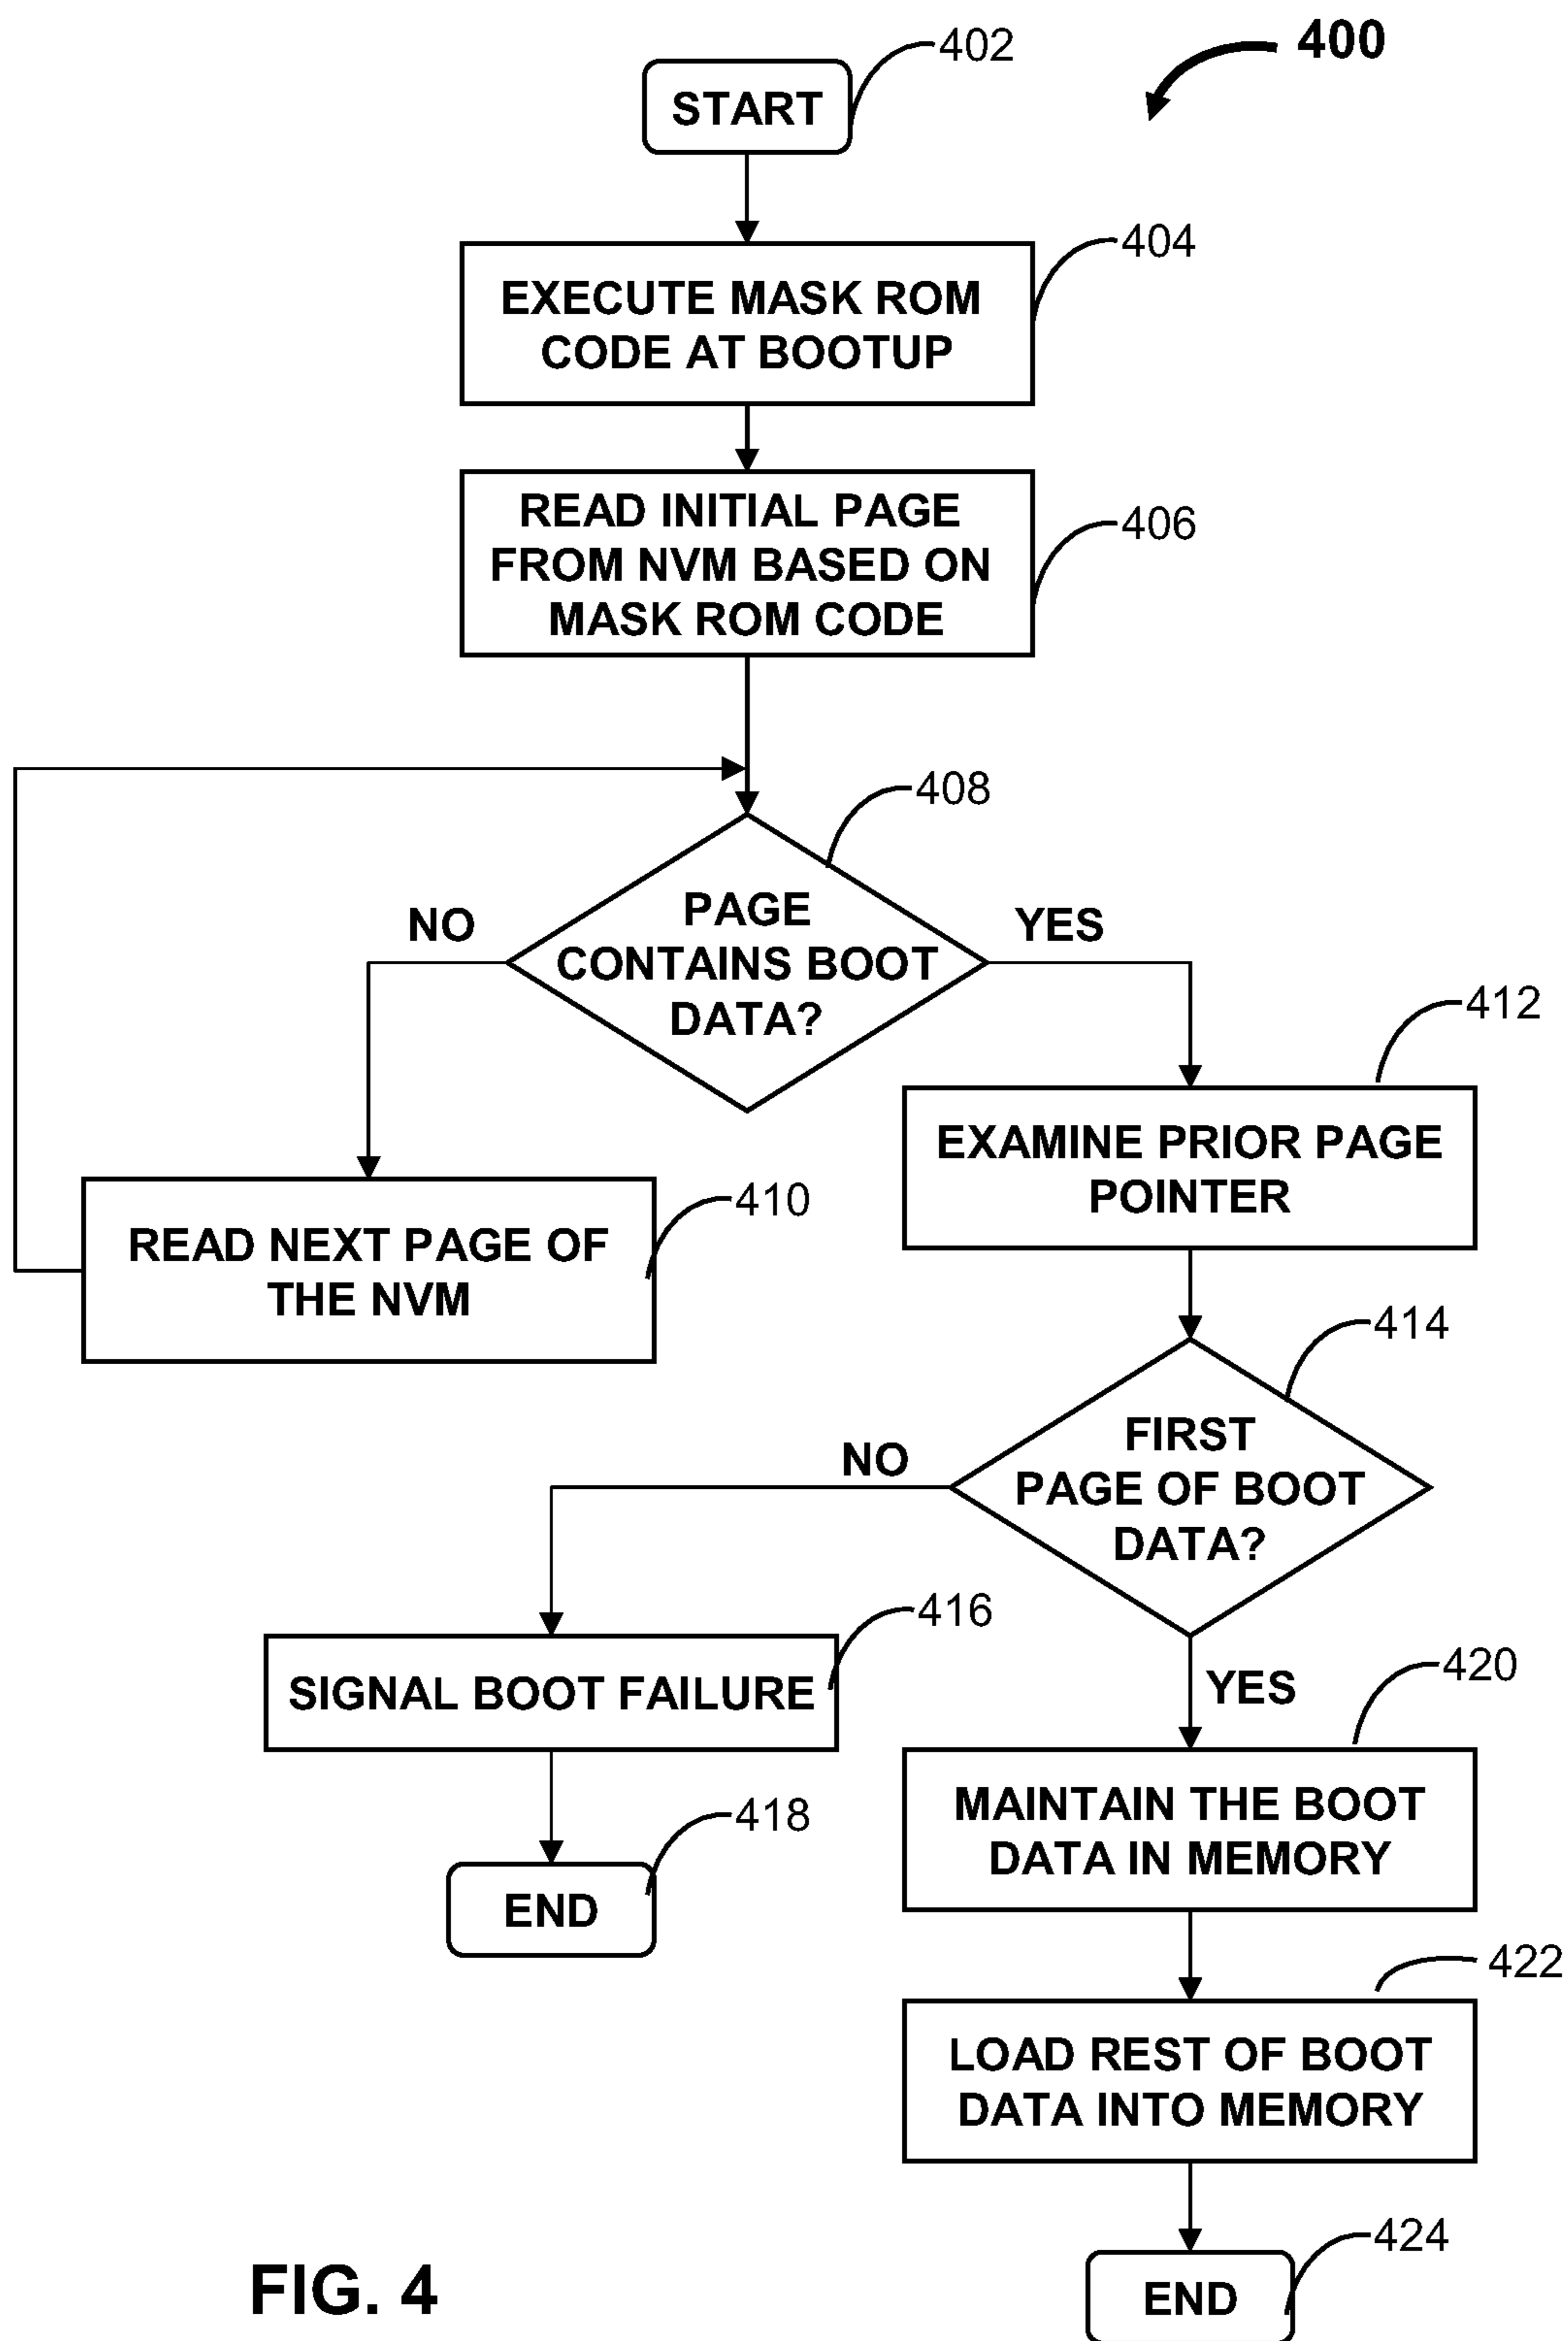 402
400
START
404
EXECUTE MASK ROM
CODE AT BOOTUP
READ INITIAL PAGE
FROM NVM BASED ON
MASK ROM CODE
406
408
PAGE
CONTAINS BOOT
DATA?
NO
YES
412
EXAMINE PRIOR PAGE
POINTER
410
READ NEXT PAGE OF
THE NVM
414
FIRST
PAGE OF BOOT
DATA?
NO
YES
416
SIGNAL BOOT FAILURE
418
END
420
MAINTAIN THE BOOT
DATA IN MEMORY
422
LOAD REST OF BOOT
DATA INTO MEMORY
424
END
FIG. 4